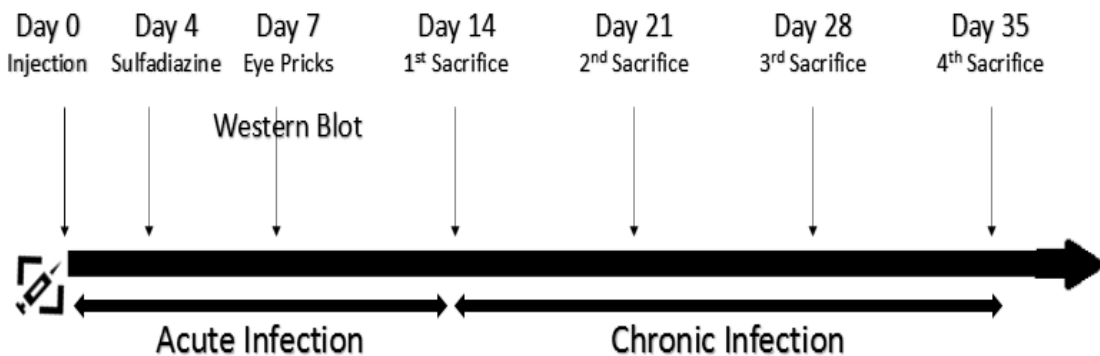 Day 0 Day 4 Day 7 Day 14 Day 21 Day 28 Day 35
Injection Sulfadiazine Eye Pricks 1st Sacrifice 2nd Sacrifice 3rd Sacrifice 4th Sacrifice
Western Blot
Acute Infection Chronic Infection